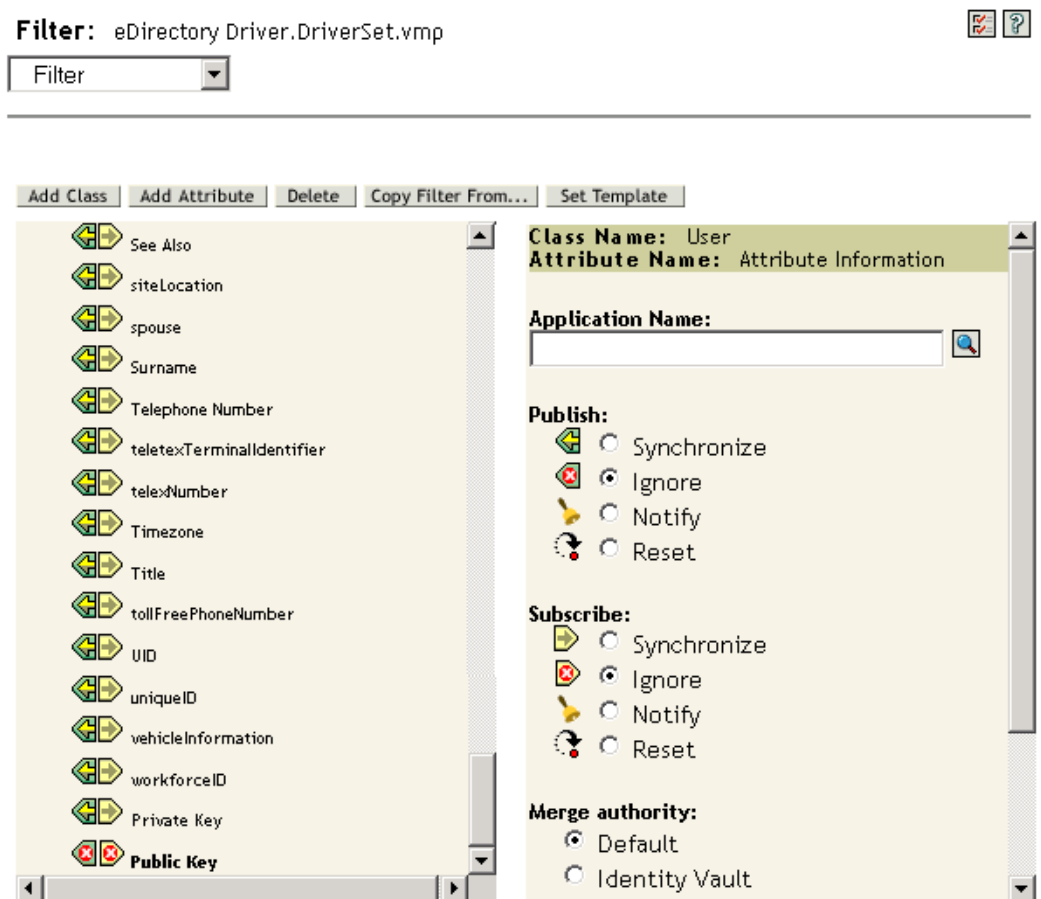 Filter: eDirectory Driver.DriverSet.vmp
Filter
Add Class Add Attribute Delete Copy Filter From... Set Template
See Also
siteLocation
spouse
Surname
Telephone Number
teletexTerminalIdentifier
telexNumber
Timezone
Title
tollFreePhoneNumber
UID
uniqueID
vehicleInformation
workforceID
Private Key
Public Key
Class Name: User
Attribute Name: Attribute Information
Application Name:
Publish:
Synchronize
Ignore
Notify
Reset
Subscribe:
Synchronize
Ignore
Notify
Reset
Merge authority:
Default
Identity Vault